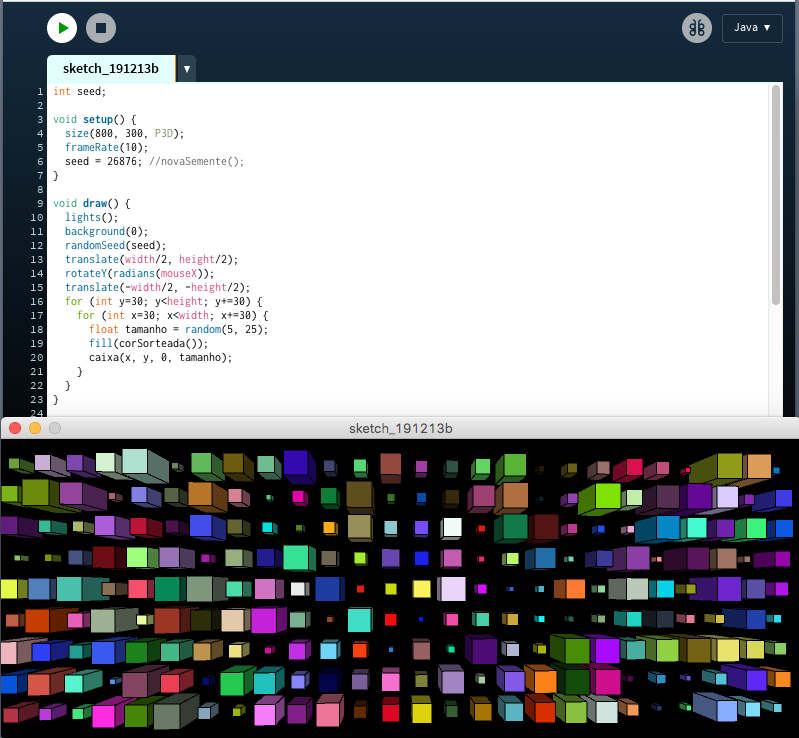 Java ▼
sketch_191213b ▼
1 int seed;
2
3 void setup() {
4 size(800, 300, P3D);
5 frameRate(10);
6 seed = 26876; //novaSemente();
7 }
8
9 void draw() {
10 lights();
11 background(0);
12 randomSeed(seed);
13 translate(width/2, height/2);
14 rotateY(radians(mouseX));
15 translate(-width/2, -height/2);
16 for (int y=30; y<height; y+=30) {
17 for (int x=30; x<width; x+=30) {
18 float tamanho = random(5, 25);
19 fill(corSorteada());
20 caixa(x, y, 0, tamanho);
21 }
22 }
23 }
24
sketch_191213b